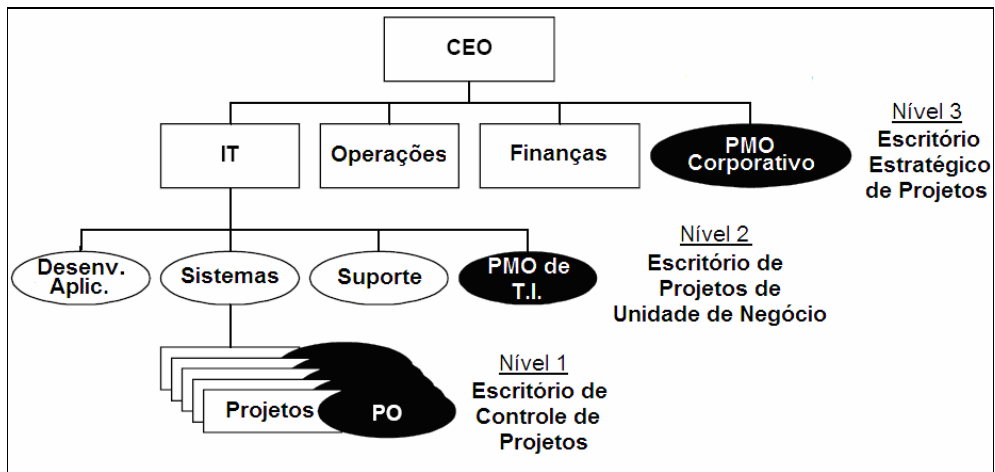 CEO
IT
Operações
Finanças
PMO
Corporativo
Nível 3
Escritório
Estratégico
de Projetos
Desenv.
Aplic.
Sistemas
Suporte
PMO de
T.I.
Nível 2
Escritório de
Projetos de
Unidade de Negócio
Projetos
PO
Nível 1
Escritório de
Controle de
Projetos